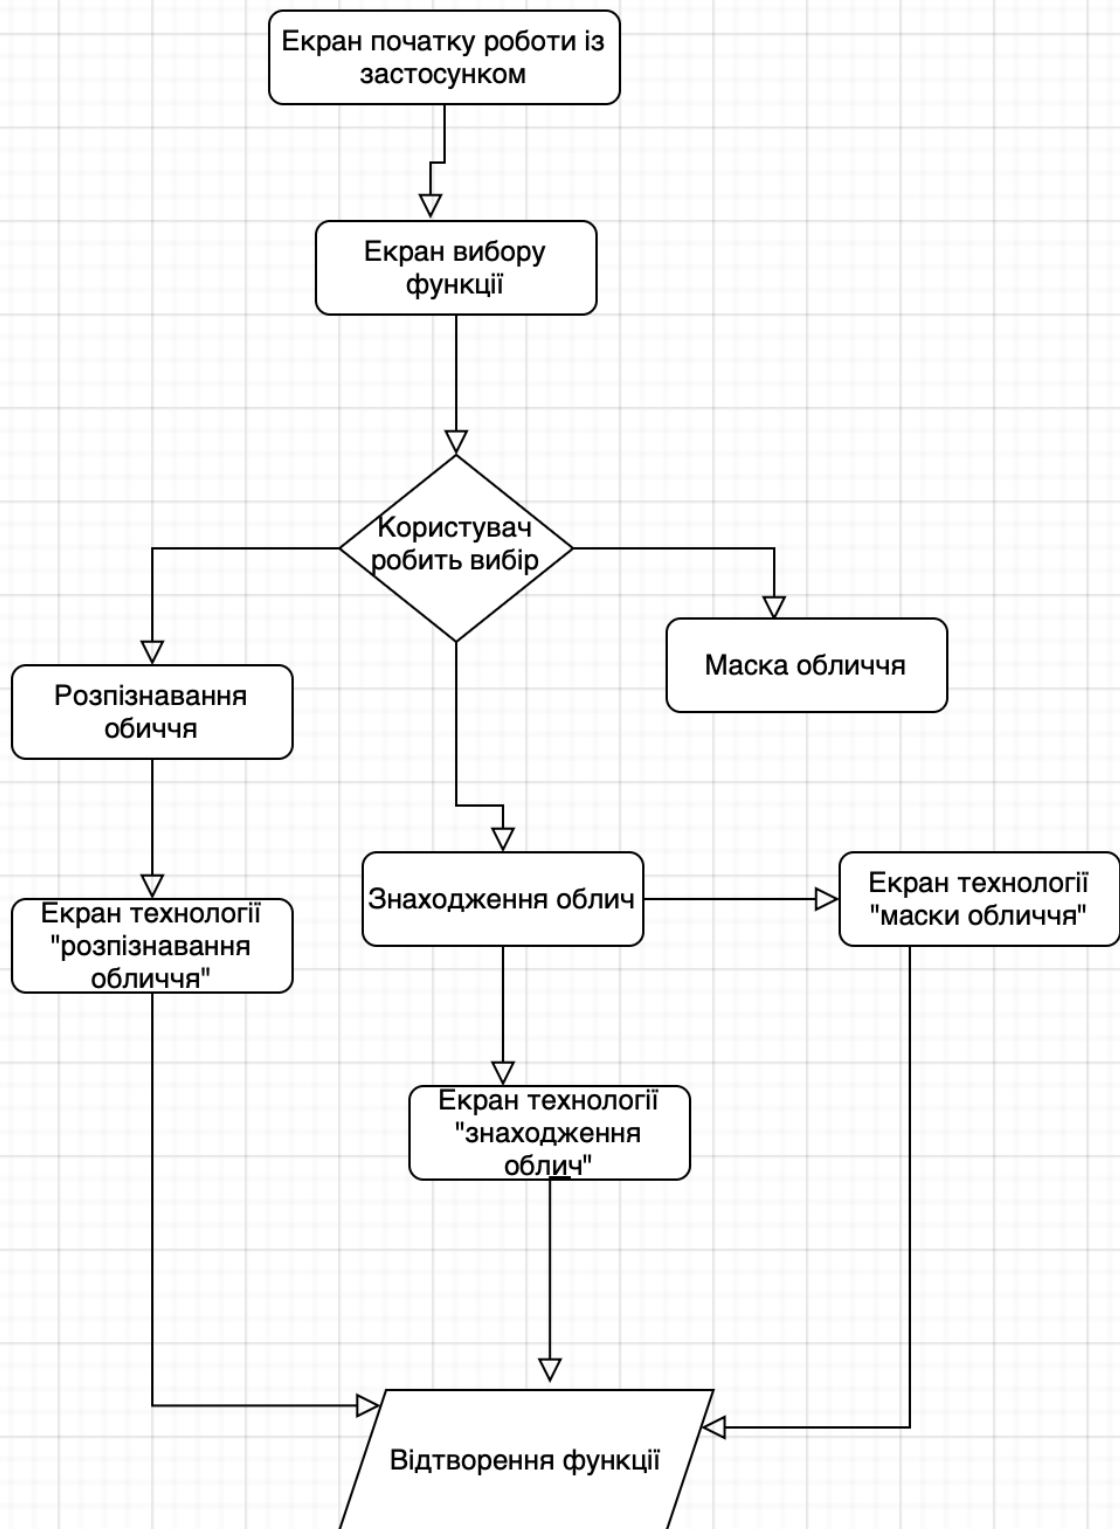 Екран початку роботи із
застосунком
Екран вибору
функції
Користувач
робить вибір
Маска обличчя
Розпізнавання
обиччя
Знаходження облич
Екран технології
"маски обличчя"
Екран технології
"розпізнавання
обличчя"
Екран технології
"знаходження
облич"
Відтворення функції